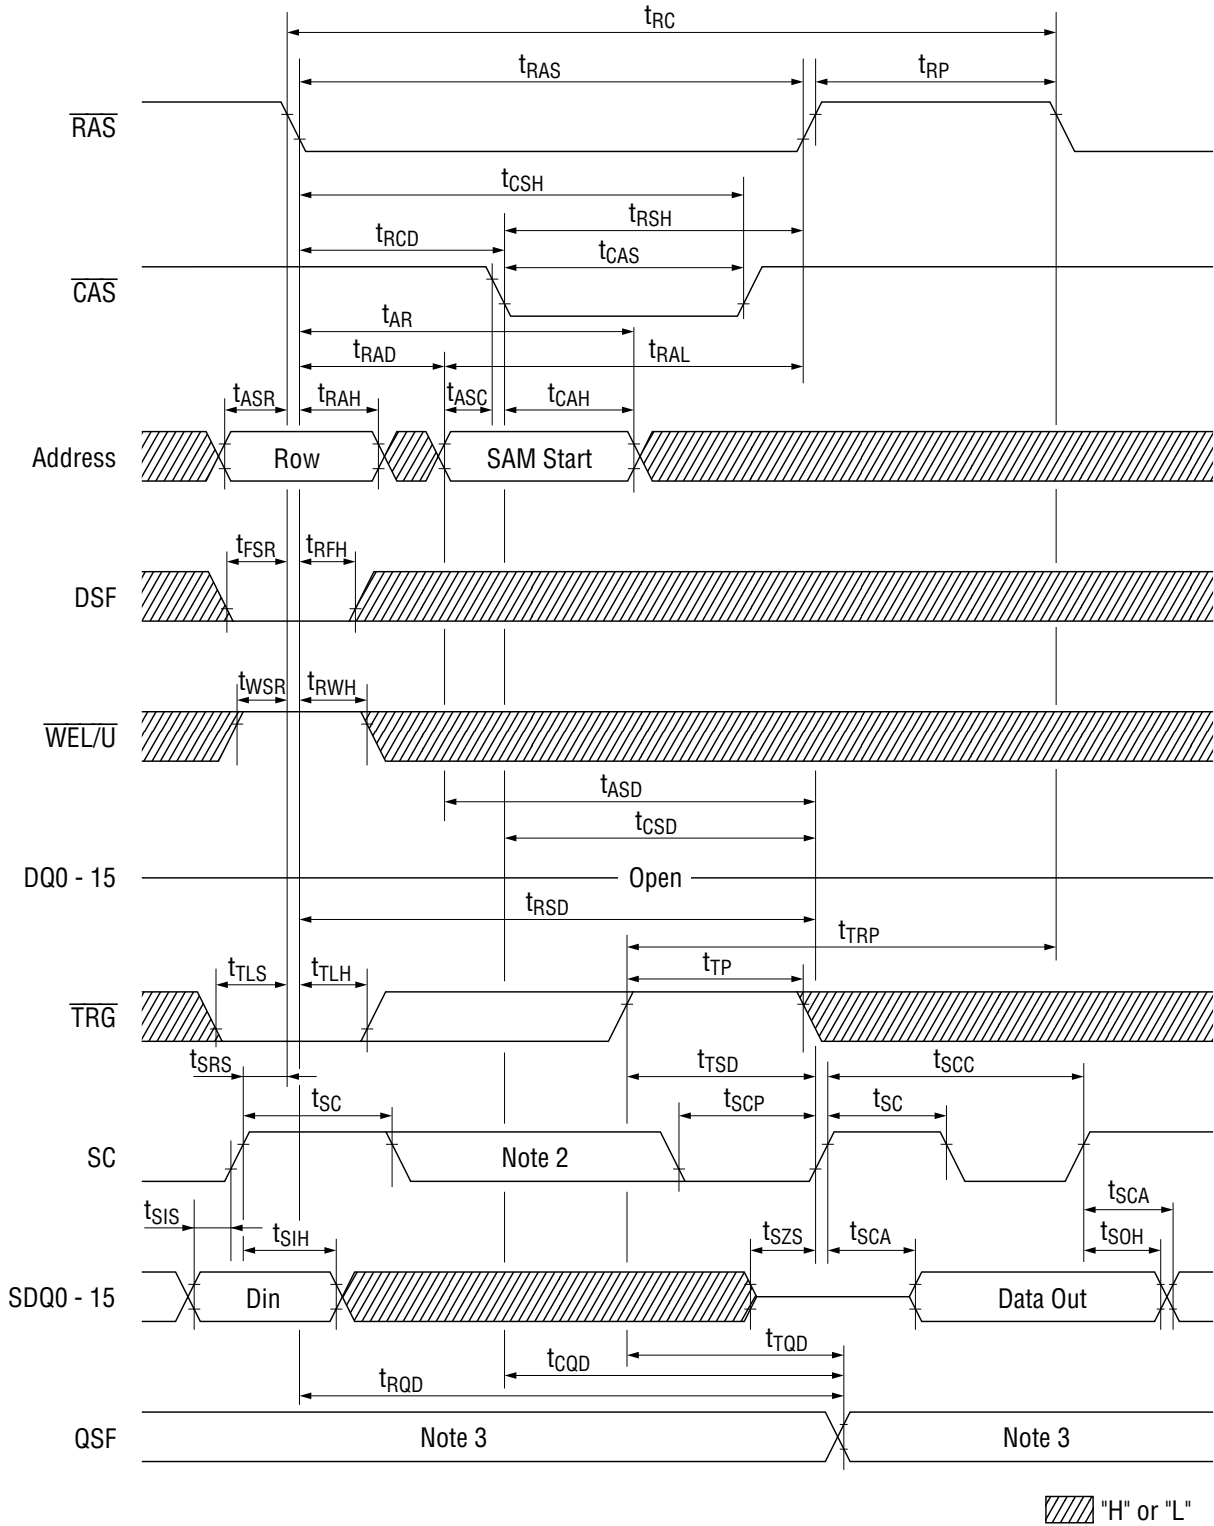 tRC
tRAS tRP
RAS
tCSH
tRSH
tRCD
tCAS
CAS
tAR
tRAD tRAL
tASR tRAH tASC tCAH
Address Row SAM Start
tFSR tRFH
DSF
tWSR tRWH
WEL/U
tASD
tCSD
DQ0 - 15 Open
tRSD
tTRP
tTLS tTLH tTP
TRG
tSRS tTSD tSCC
tSC tSCP tSC
SC Note 2
tSIS tSCA
tSIH tSZS tSCA tSOH
SDQ0 - 15 Din Data Out
tTQD
tCQD
tRQD
QSF Note 3 Note 3
"H" or "L"